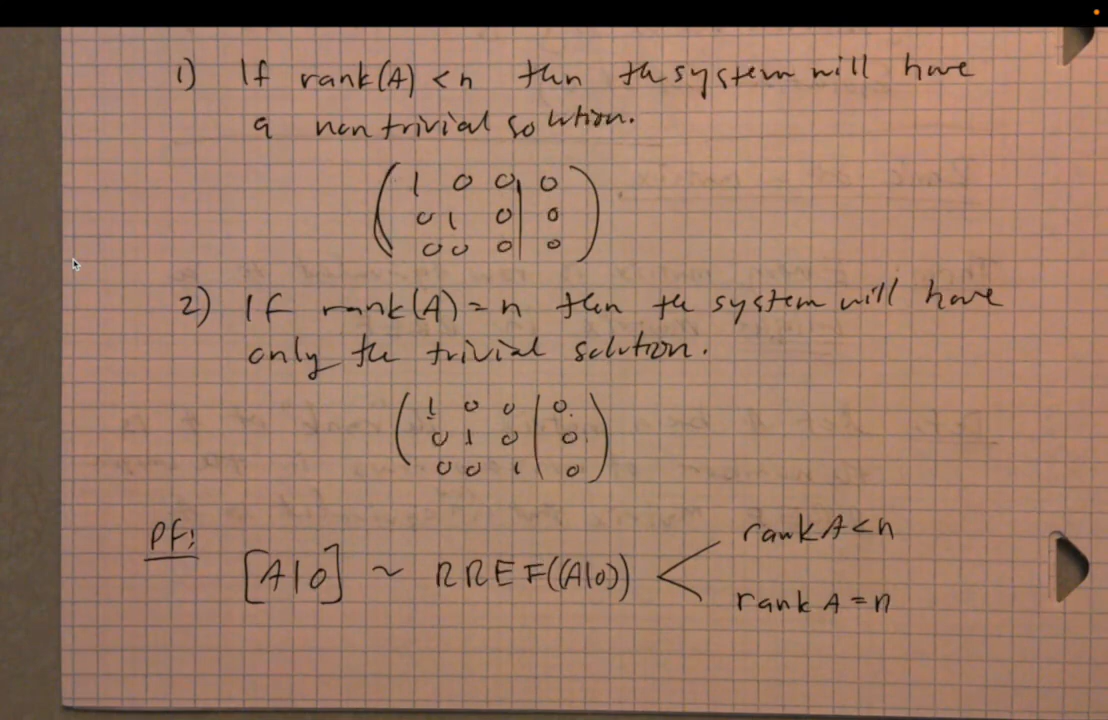 1) If rank(A) < n then the system will have
a nontrivial solution.
( 1 0 0 | 0
0 1 0 | 0
0 0 0 | 0 )
2) If rank(A) = n then the system will have
only the trivial solution.
( 1 0 0 | 0
0 1 0 | 0
0 0 1 | 0 )
Pf: [A|0] ~ RREF((A|0)) < rank A < n
rank A = n